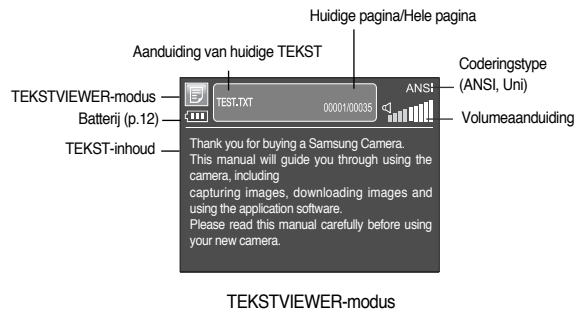 Huidige pagina/Hele pagina
Aanduiding van huidige TEKST
Coderingstype
(ANSI, Uni)
TEKSTVIEWER-modus
Batterij (p.12)
TEKST-inhoud
Volumeaanduiding
TEST.TXT
00001/00035
ANSI
Thank you for buying a Samsung Camera.
This manual will guide you through using the
camera, including
capturing images, downloading images and
using the application software.
Please read this manual carefully before using
your new camera.
TEKSTVIEWER-modus